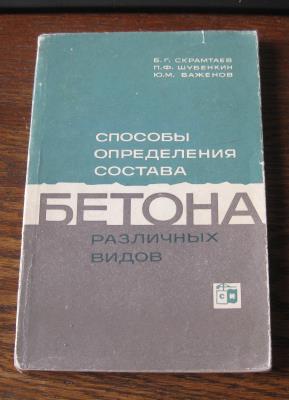 Б. Г. СКРАМТАЕВ
П. Ф. ШУБЕНКИН
Ю. М. БАЖЕНОВ
СПОСОБЫ
ОПРЕДЕЛЕНИЯ
СОСТАВА
БЕТОНА
РАЗЛИЧНЫХ
ВИДОВ